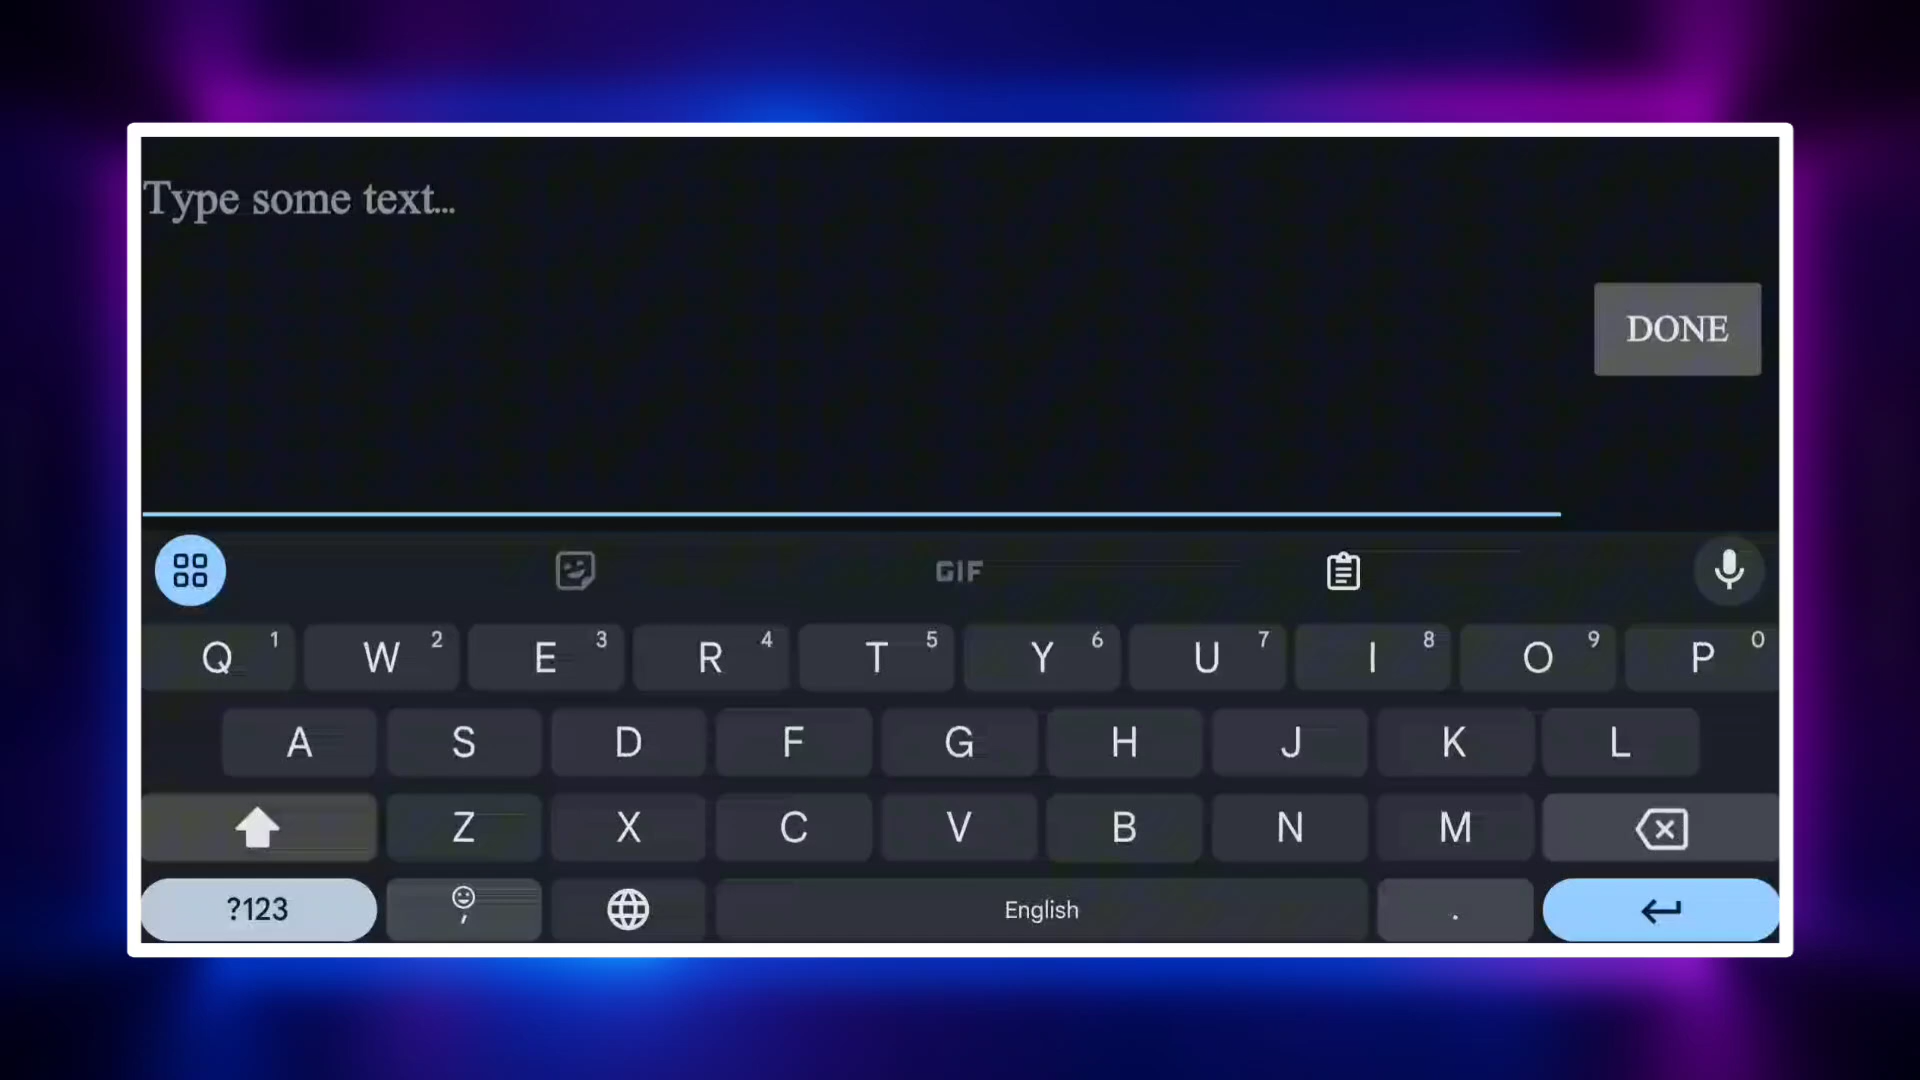 Type some text...
DONE
GIF
Q 1 W 2 E 3 R 4 T 5 Y 6 U 7 I 8 O 9 P 0
A S D F G H J K L
Z X C V B N M
?123 , English .